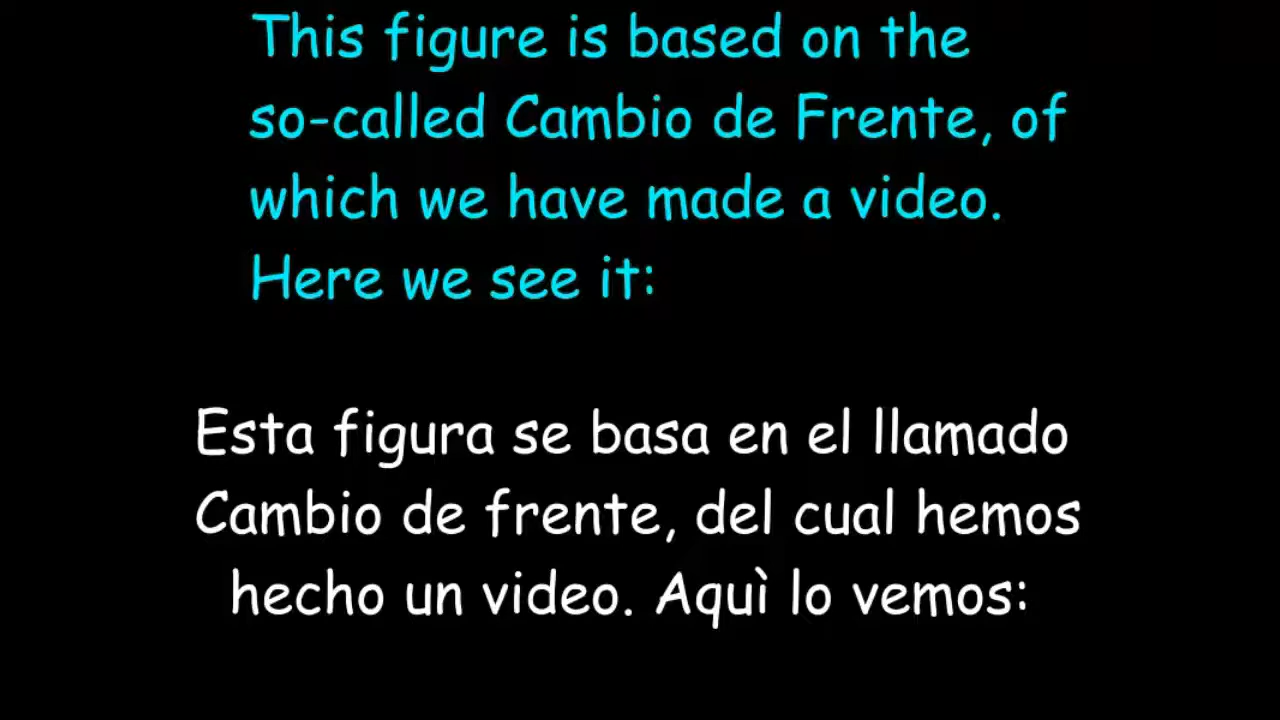 This figure is based on the
so-called Cambio de Frente, of
which we have made a video.
Here we see it:
Esta figura se basa en el llamado
Cambio de frente, del cual hemos
hecho un video. Aquì lo vemos: